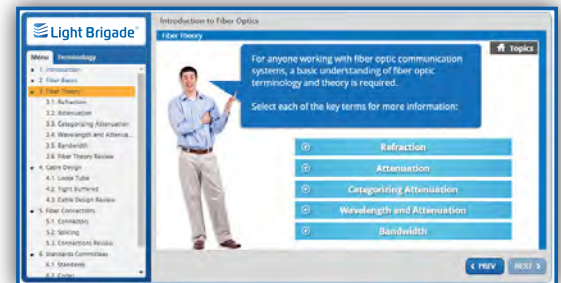 Introduction to Fiber Optics
Light Brigade®
Fiber Theory
Topics
Menu Terminology
1. Introduction
2. Fiber Basics
3. Fiber Theory
3.1. Refraction
3.2. Attenuation
3.3. Categorizing Attenuation
3.4. Wavelength and Attenua...
3.5. Bandwidth
3.6. Fiber Theory Review
4. Cable Design
4.1. Loose Tube
4.2. Tight Buffered
4.3. Cable Design Review
5. Fiber Connections
5.1. Connectors
5.2. Splicing
5.3. Connections Review
6. Standards Committees
6.1. Standards
6.2. Codes
For anyone working with fiber optic communication
systems, a basic understanding of fiber optic
terminology and theory is required.
Select each of the key terms for more information:
Refraction
Attenuation
Categorizing Attenuation
Wavelength and Attenuation
Bandwidth
PREV
NEXT